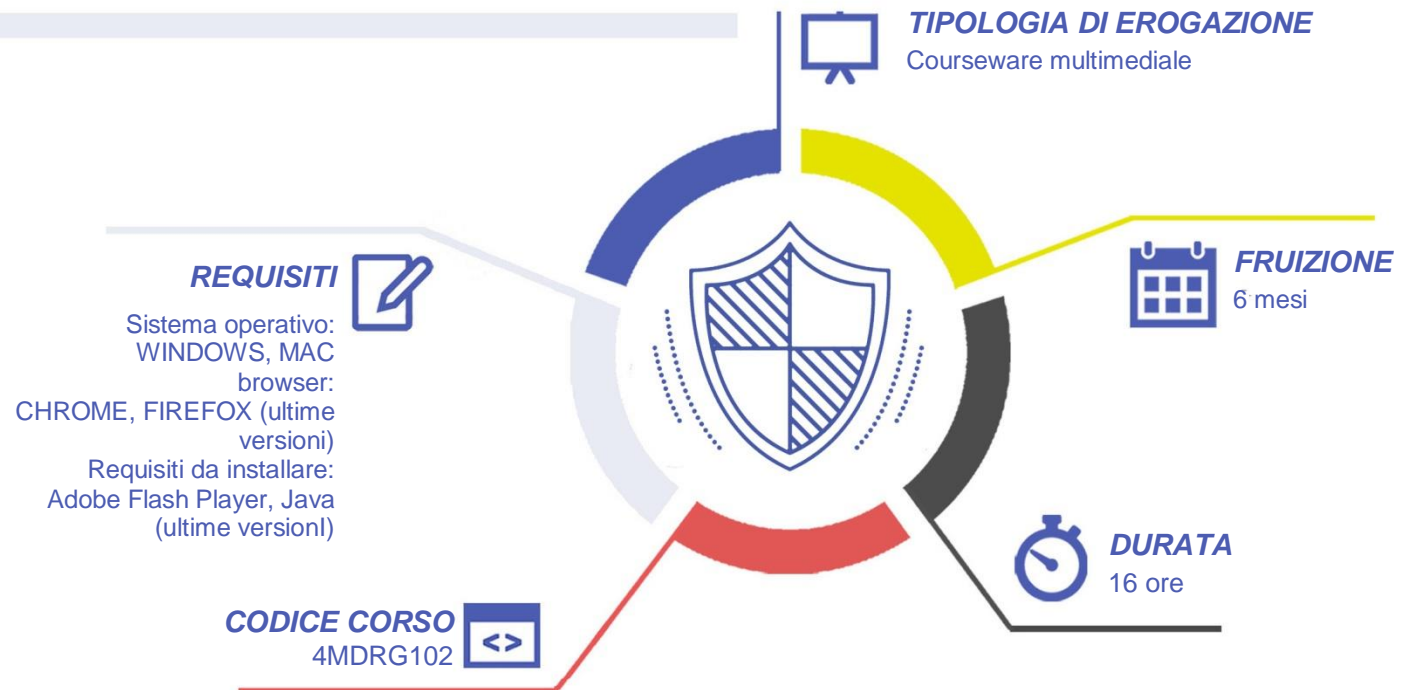 TIPOLOGIA DI EROGAZIONE
Courseware multimediale
REQUISITI
Sistema operativo:
WINDOWS, MAC
browser:
CHROME, FIREFOX (ultime
versioni)
Requisiti da installare:
Adobe Flash Player, Java
(ultime versionI)
FRUIZIONE
6 mesi
DURATA
16 ore
CODICE CORSO
4MDRG102
<>